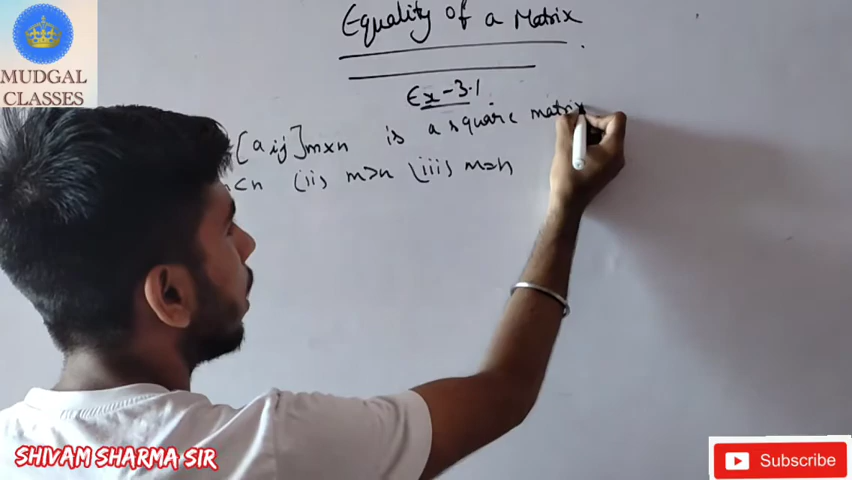 Equality of a Matrix
Ex-3.1
[aij]m×n is a square matrix
m<n (ii) m>n (iii) m=n
MUDGAL
CLASSES
SHIVAM SHARMA SIR
Subscribe